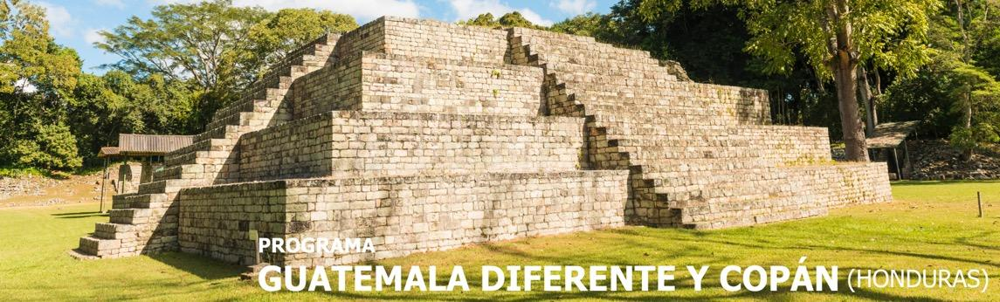 PROGRAMA
GUATEMALA DIFERENTE Y COPÁN (HONDURAS)